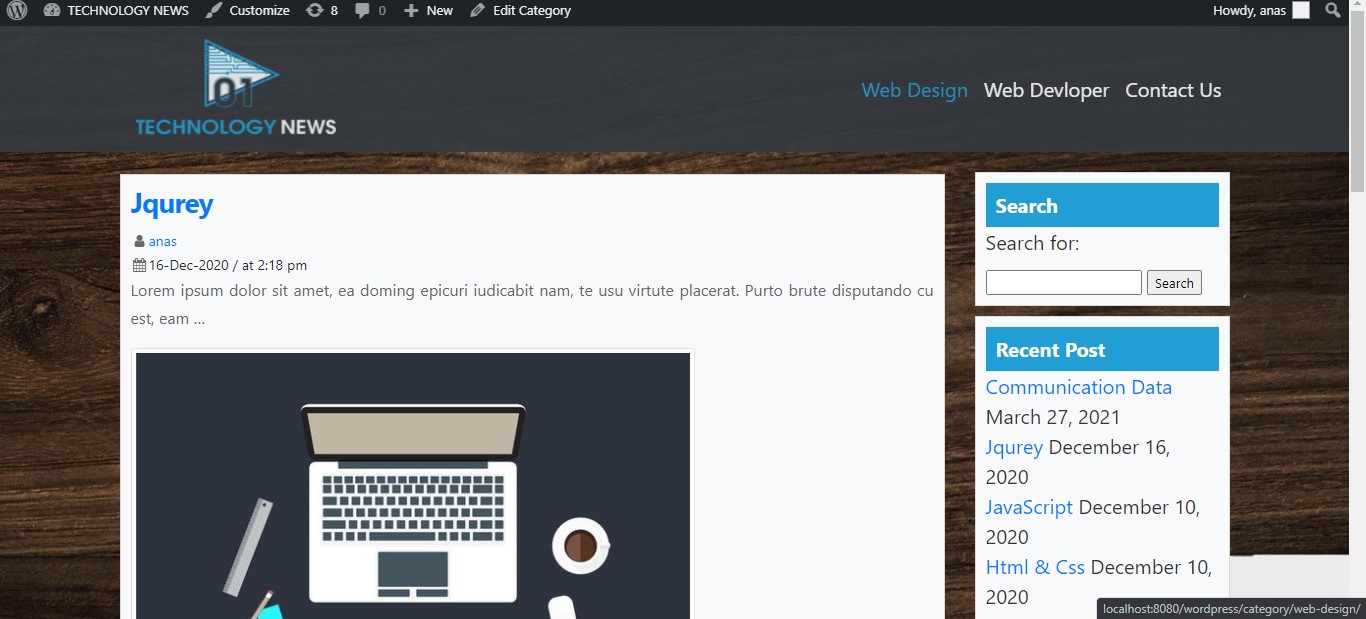 TECHNOLOGY NEWS Customize 8 0 New Edit Category Howdy, anas
01
TECHNOLOGY NEWS
Web Design Web Devloper Contact Us
Jqurey
anas
16-Dec-2020 / at 2:18 pm
Lorem ipsum dolor sit amet, ea doming epicuri iudicabit nam, te usu virtute placerat. Purto brute disputando cu
est, eam ...
Search
Search for:
Search
Recent Post
Communication Data
March 27, 2021
Jqurey December 16,
2020
JavaScript December 10,
2020
Html & Css December 10,
2020
localhost:8080/wordpress/category/web-design/